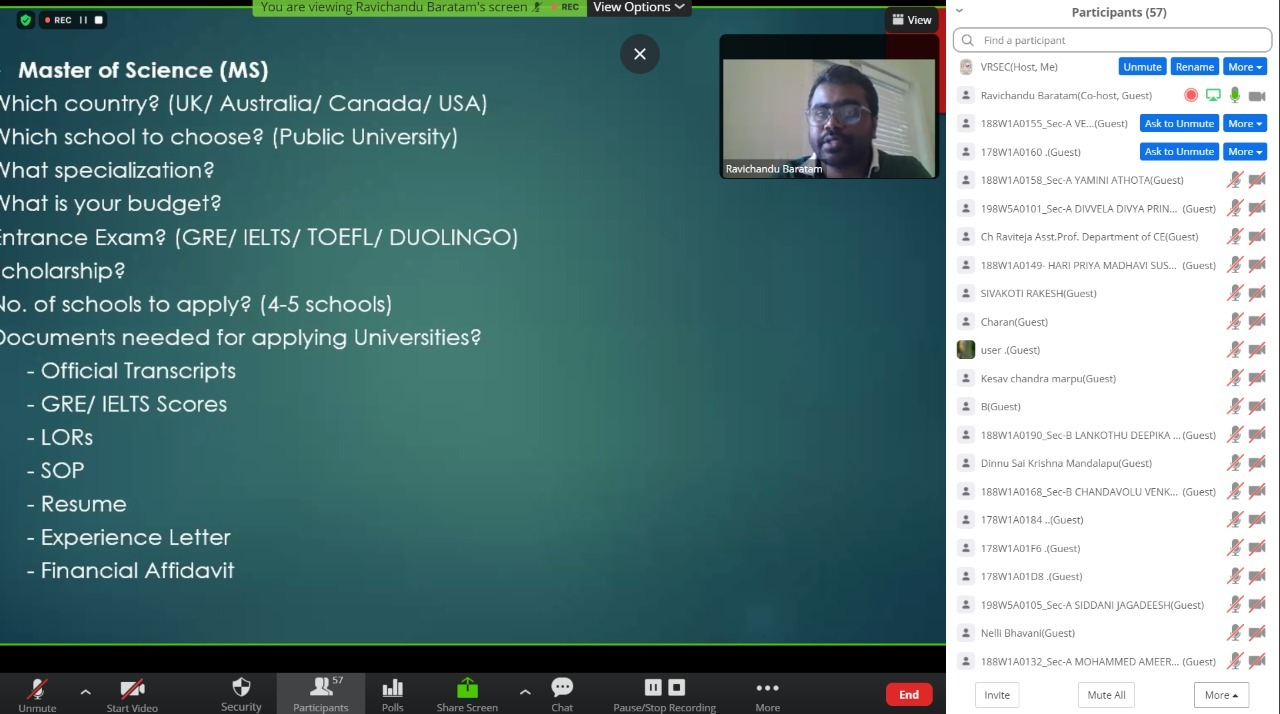 You are viewing Ravichandu Baratam's screen
REC
View Options
REC
View
Master of Science (MS)
Which country? (UK/ Australia/ Canada/ USA)
Which school to choose? (Public University)
What specialization?
What is your budget?
Entrance Exam? (GRE/ IELTS/ TOEFL/ DUOLINGO)
cholarship?
No. of schools to apply? (4-5 schools)
Documents needed for applying Universities?
- Official Transcripts
- GRE/ IELTS Scores
- LORs
- SOP
- Resume
- Experience Letter
- Financial Affidavit
Ravichandu Baratam
Participants (57)
Find a participant
VRSEC(Host, Me) Unmute Rename More
Ravichandu Baratam(Co-host, Guest)
188W1A0155_Sec-A VE...(Guest) Ask to Unmute More
178W1A0160 .(Guest) Ask to Unmute More
188W1A0158_Sec-A YAMINI ATHOTA(Guest)
198W5A0101_Sec-A DIVVELA DIVYA PRIN... (Guest)
Ch Raviteja Asst.Prof. Department of CE(Guest)
188W1A0149- HARI PRIYA MADHAVI SUS... (Guest)
SIVAKOTI RAKESH(Guest)
Charan(Guest)
user .(Guest)
Kesav chandra marpu(Guest)
B(Guest)
188W1A0190_Sec-B LANKOTHU DEEPIKA ... (Guest)
Dinnu Sai Krishna Mandalapu(Guest)
188W1A0168_Sec-B CHANDAVOLU VENK... (Guest)
178W1A0184 ..(Guest)
178W1A01F6 .(Guest)
178W1A01D8 .(Guest)
198W5A0105_Sec-A SIDDANI JAGADEESH(Guest)
Nelli Bhavani(Guest)
188W1A0132_Sec-A MOHAMMED AMEER... (Guest)
Invite Mute All More
Unmute Start Video Security Participants 57 Polls Share Screen Chat Pause/Stop Recording More End